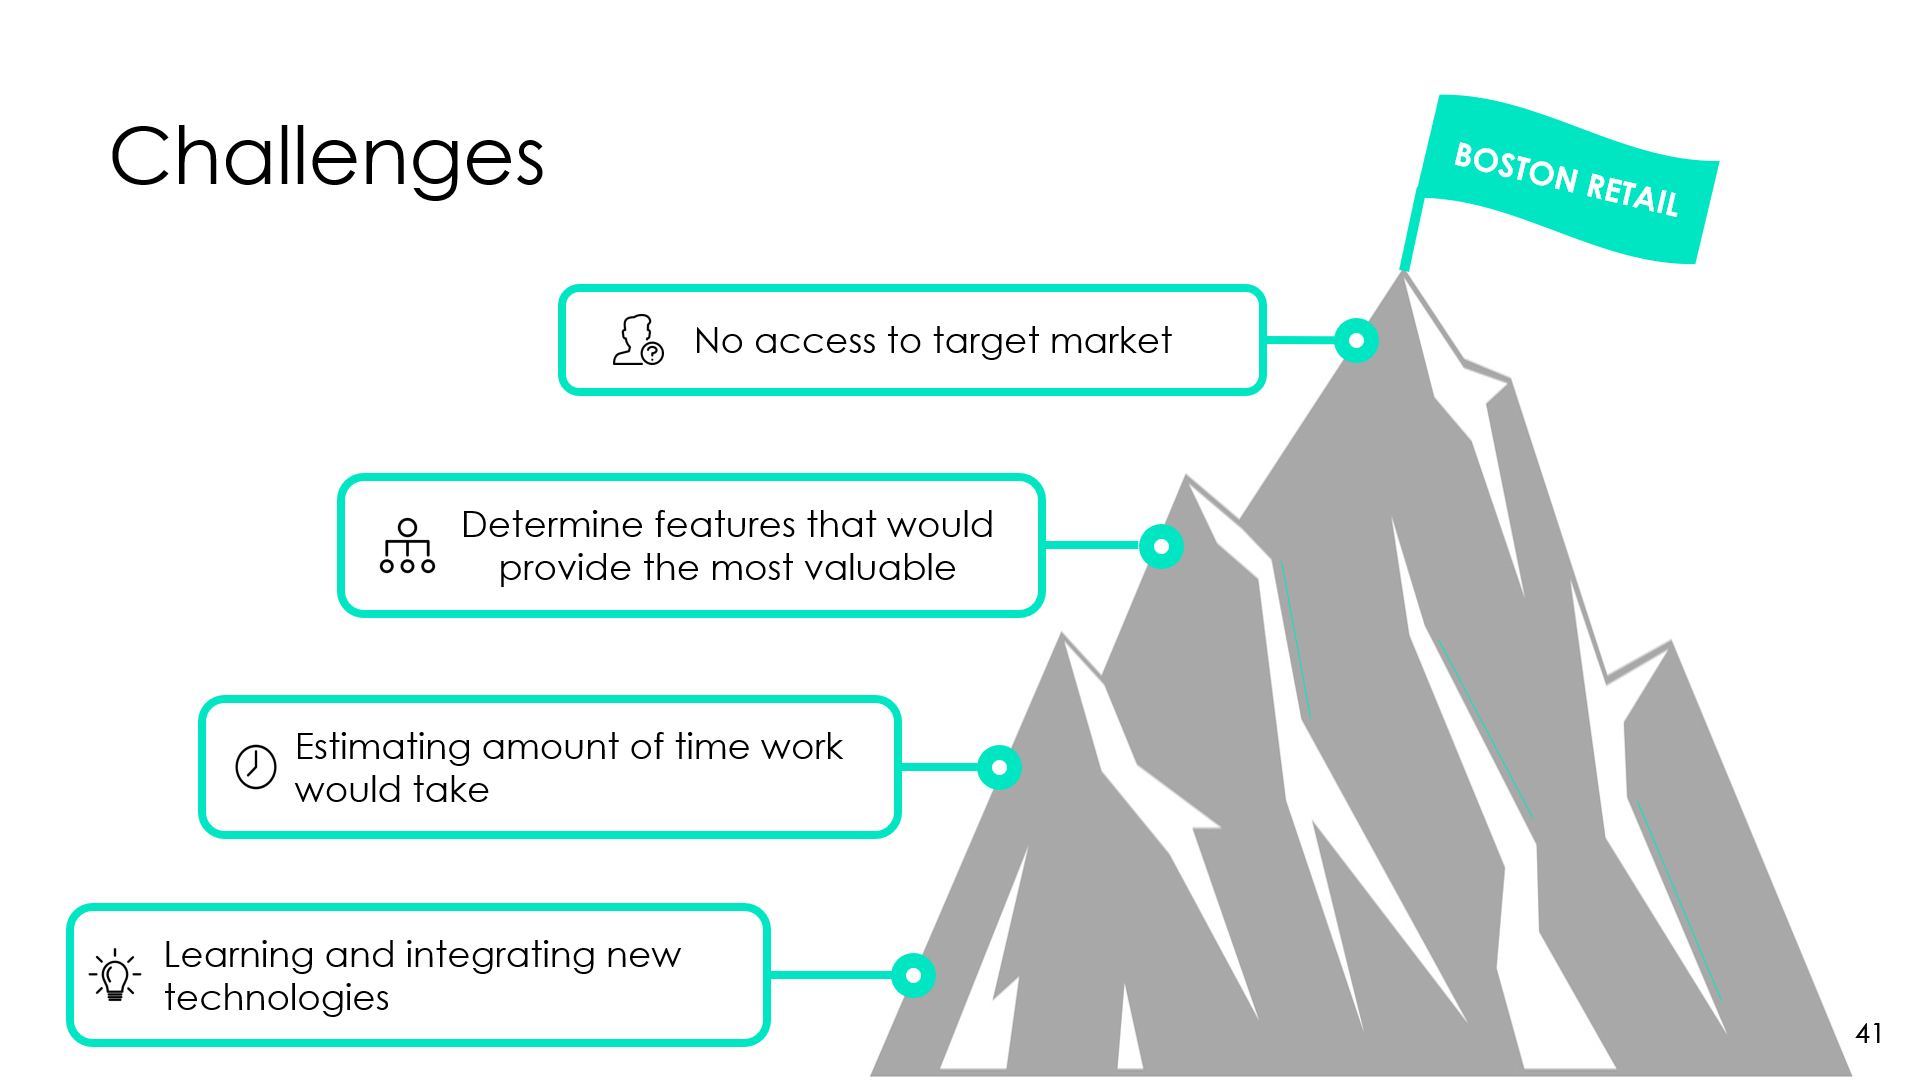 Challenges
BOSTON RETAIL
No access to target market
Determine features that would
provide the most valuable
Estimating amount of time work
would take
Learning and integrating new
technologies
41